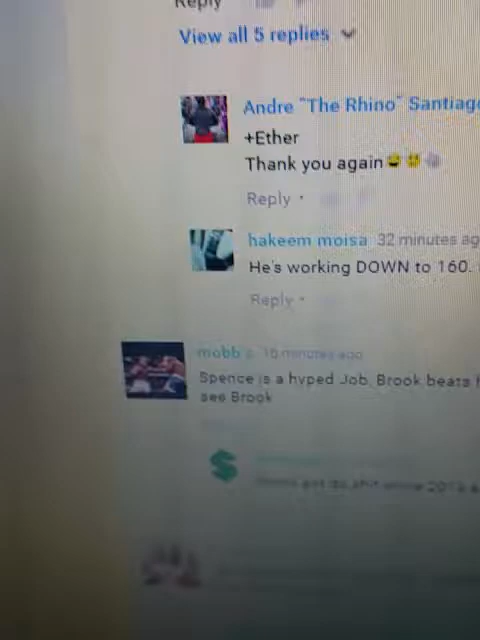 Reply
View all 5 replies
Andre "The Rhino" Santiago
+Ether
Thank you again
Reply
hakeem moisa 32 minutes ag
He's working DOWN to 160.
Reply
mobb 16 minutes ago
Spence is a hyped Job, Brook beats
see Brook